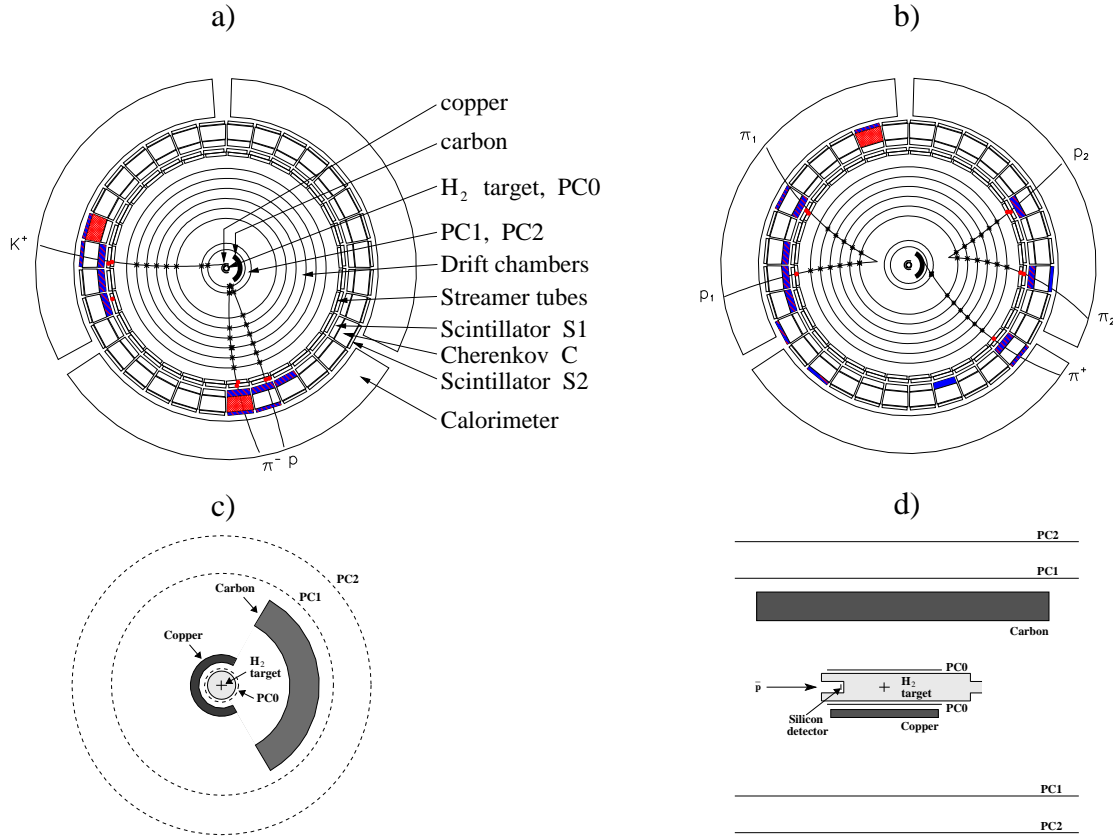 a)
copper
carbon
H₂ target, PC0
PC1, PC2
Drift chambers
Streamer tubes
Scintillator S1
Cherenkov C
Scintillator S2
Calorimeter
K⁺
π⁻ p
b)
π₁
p₂
p₁
π₂
π⁺
c)
PC2
Carbon
PC1
Copper
H₂
target
PC0
d)
PC2
PC1
Carbon
PC0
p̄
H₂
target
PC0
Silicon
detector
Copper
PC1
PC2